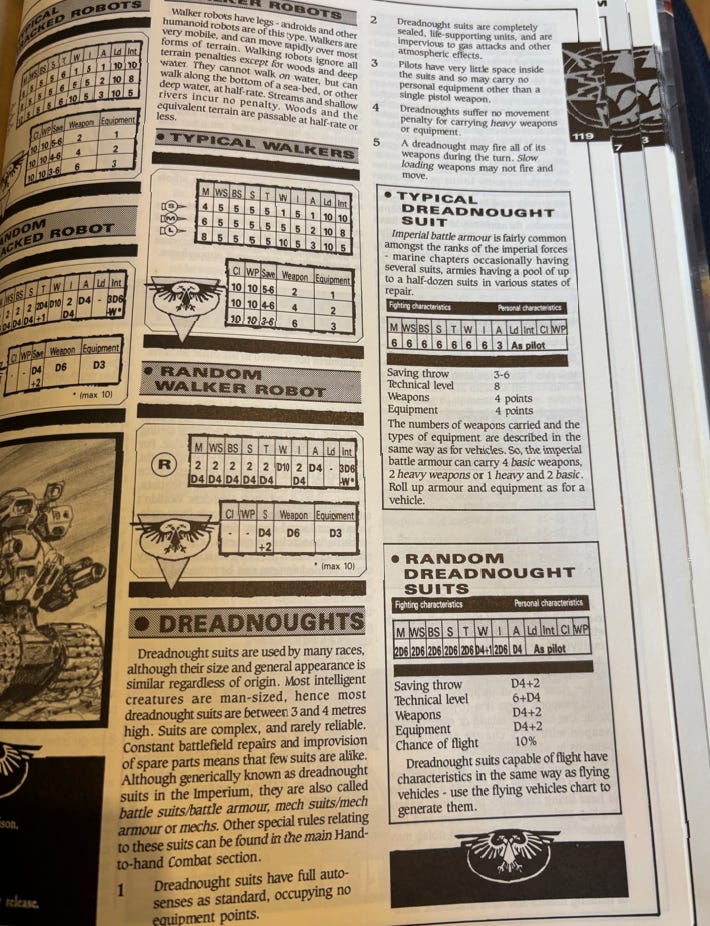 ROBOTS
M WS BS S T W I A Ld Int
Cl WP Save Weapon Equipment
10 10 5-6 2 1
10 10 4-6 4 2
10 10 3-6 6 3
ROBOT
Cl WP Save Weapon Equipment
- - D4 +2 D6 D3
* (max 10)
release.
ROBOTS
Walker robots have legs - androids and other
humanoid robots are of this type. Walkers are
very mobile, and can move rapidly over most
forms of terrain. Walking robots ignore all
terrain penalties except for woods and deep
water. They cannot walk on water, but can
walk along the bottom of a sea-bed, or other
deep water, at half-rate. Streams and shallow
rivers incur no penalty. Woods and the
equivalent terrain are passable at half-rate or
less.
• TYPICAL WALKERS
M WS BS S T W I A Ld Int
S 4 5 5 5 5 1 5 1 10 10
M 6 5 5 5 5 5 5 2 10 8
L 8 5 5 5 5 10 5 3 10 5
Cl WP Save Weapon Equipment
10 10 5-6 2 1
10 10 4-6 4 2
10 10 3-6 6 3
• RANDOM
WALKER ROBOT
M WS BS S T W I A Ld Int
R 2 2 2 2 2 D10 2 D4 - 3D6
D4 D4 D4 D4 D4 D4 -W*
Cl WP S Weapon Equipment
- - D4 D6 D3
+2
* (max 10)
• DREADNOUGHTS
Dreadnought suits are used by many races,
although their size and general appearance is
similar regardless of origin. Most intelligent
creatures are man-sized, hence most
dreadnought suits are between 3 and 4 metres
high. Suits are complex, and rarely reliable.
Constant battlefield repairs and improvision
of spare parts means that few suits are alike.
Although generically known as dreadnought
suits in the Imperium, they are also called
battle suits/battle armour, mech suits/mech
armour or mechs. Other special rules relating
to these suits can be found in the main Hand-
to-hand Combat section.
1 Dreadnought suits have full auto-
senses as standard, occupying no
equipment points.
2 Dreadnought suits are completely
sealed, life-supporting units, and are
impervious to gas attacks and other
atmospheric effects.
3 Pilots have very little space inside
the suits and so may carry no
personal equipment other than a
single pistol weapon.
4 Dreadnoughts suffer no movement
penalty for carrying heavy weapons
or equipment.
5 A dreadnought may fire all of its
weapons during the turn. Slow
loading weapons may not fire and
move.
• TYPICAL
DREADNOUGHT
SUIT
Imperial battle armour is fairly common
amongst the ranks of the imperial forces
- marine chapters occasionally having
several suits, armies having a pool of up
to a half-dozen suits in various states of
repair.
Fighting characteristics Personal characteristics
M WS BS S T W I A Ld Int Cl WP
6 6 6 6 6 6 6 3 As pilot
Saving throw 3-6
Technical level 8
Weapons 4 points
Equipment 4 points
The numbers of weapons carried and the
types of equipment are described in the
same way as for vehicles. So, the imperial
battle armour can carry 4 basic weapons,
2 heavy weapons or 1 heavy and 2 basic.
Roll up armour and equipment as for a
vehicle.
• RANDOM
DREADNOUGHT
SUITS
Fighting characteristics Personal characteristics
M WS BS S T W I A Ld Int Cl WP
2D6 2D6 2D6 2D6 2D6 D4+1 2D6 D4 As pilot
Saving throw D4+2
Technical level 6+D4
Weapons D4+2
Equipment D4+2
Chance of flight 10%
Dreadnought suits capable of flight have
characteristics in the same way as flying
vehicles - use the flying vehicles chart to
generate them.
119
7
3